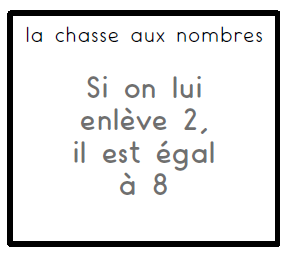 la chasse aux nombres
Si on lui
enlève 2,
il est égal
à 8